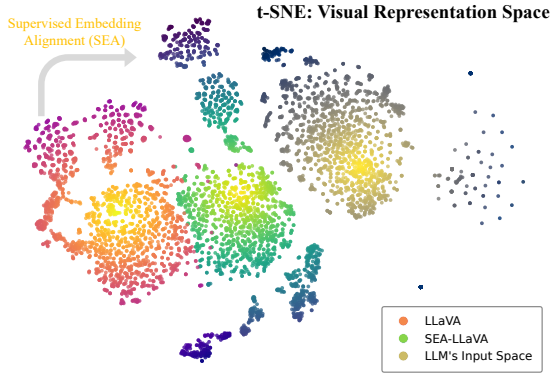 t-SNE: Visual Representation Space
Supervised Embedding
Alignment (SEA)
LLaVA
SEA-LLaVA
LLM's Input Space